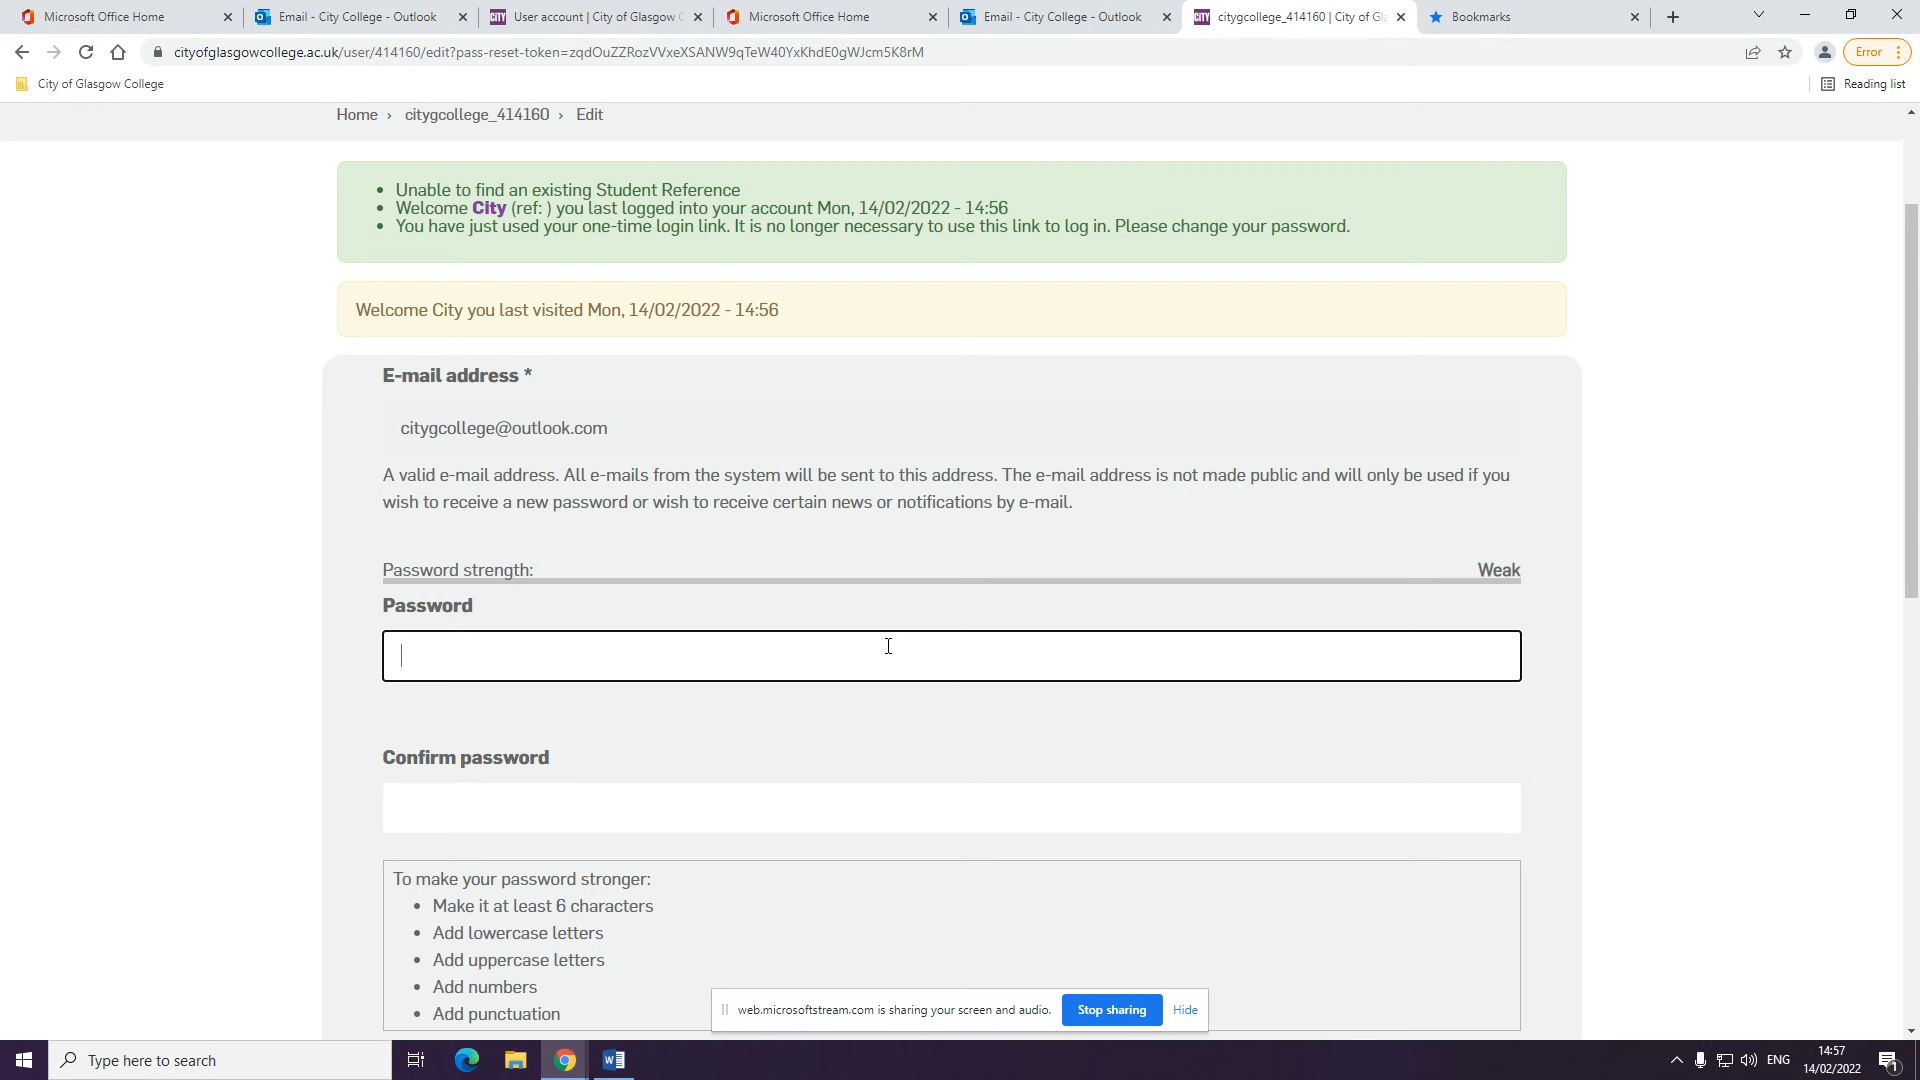 Microsoft Office Home
Email - City College - Outlook
CITY User account | City of Glasgow C
Microsoft Office Home
Email - City College - Outlook
CITY citygcollege_414160 | City of Gla
Bookmarks
cityofglasgowcollege.ac.uk/user/414160/edit?pass-reset-token=zqdOuZZRozVVxeXSANW9qTeW40YxKhdE0gWJcm5K8rM
Error
City of Glasgow College
Reading list
Home › citygcollege_414160 › Edit
• Unable to find an existing Student Reference
• Welcome City (ref: ) you last logged into your account Mon, 14/02/2022 - 14:56
• You have just used your one-time login link. It is no longer necessary to use this link to log in. Please change your password.
Welcome City you last visited Mon, 14/02/2022 - 14:56
E-mail address *
citygcollege@outlook.com
A valid e-mail address. All e-mails from the system will be sent to this address. The e-mail address is not made public and will only be used if you
wish to receive a new password or wish to receive certain news or notifications by e-mail.
Password strength:
Weak
Password
Confirm password
To make your password stronger:
• Make it at least 6 characters
• Add lowercase letters
• Add uppercase letters
• Add numbers
• Add punctuation
web.microsoftstream.com is sharing your screen and audio.
Stop sharing
Hide
Type here to search
ENG
14:57
14/02/2022
1